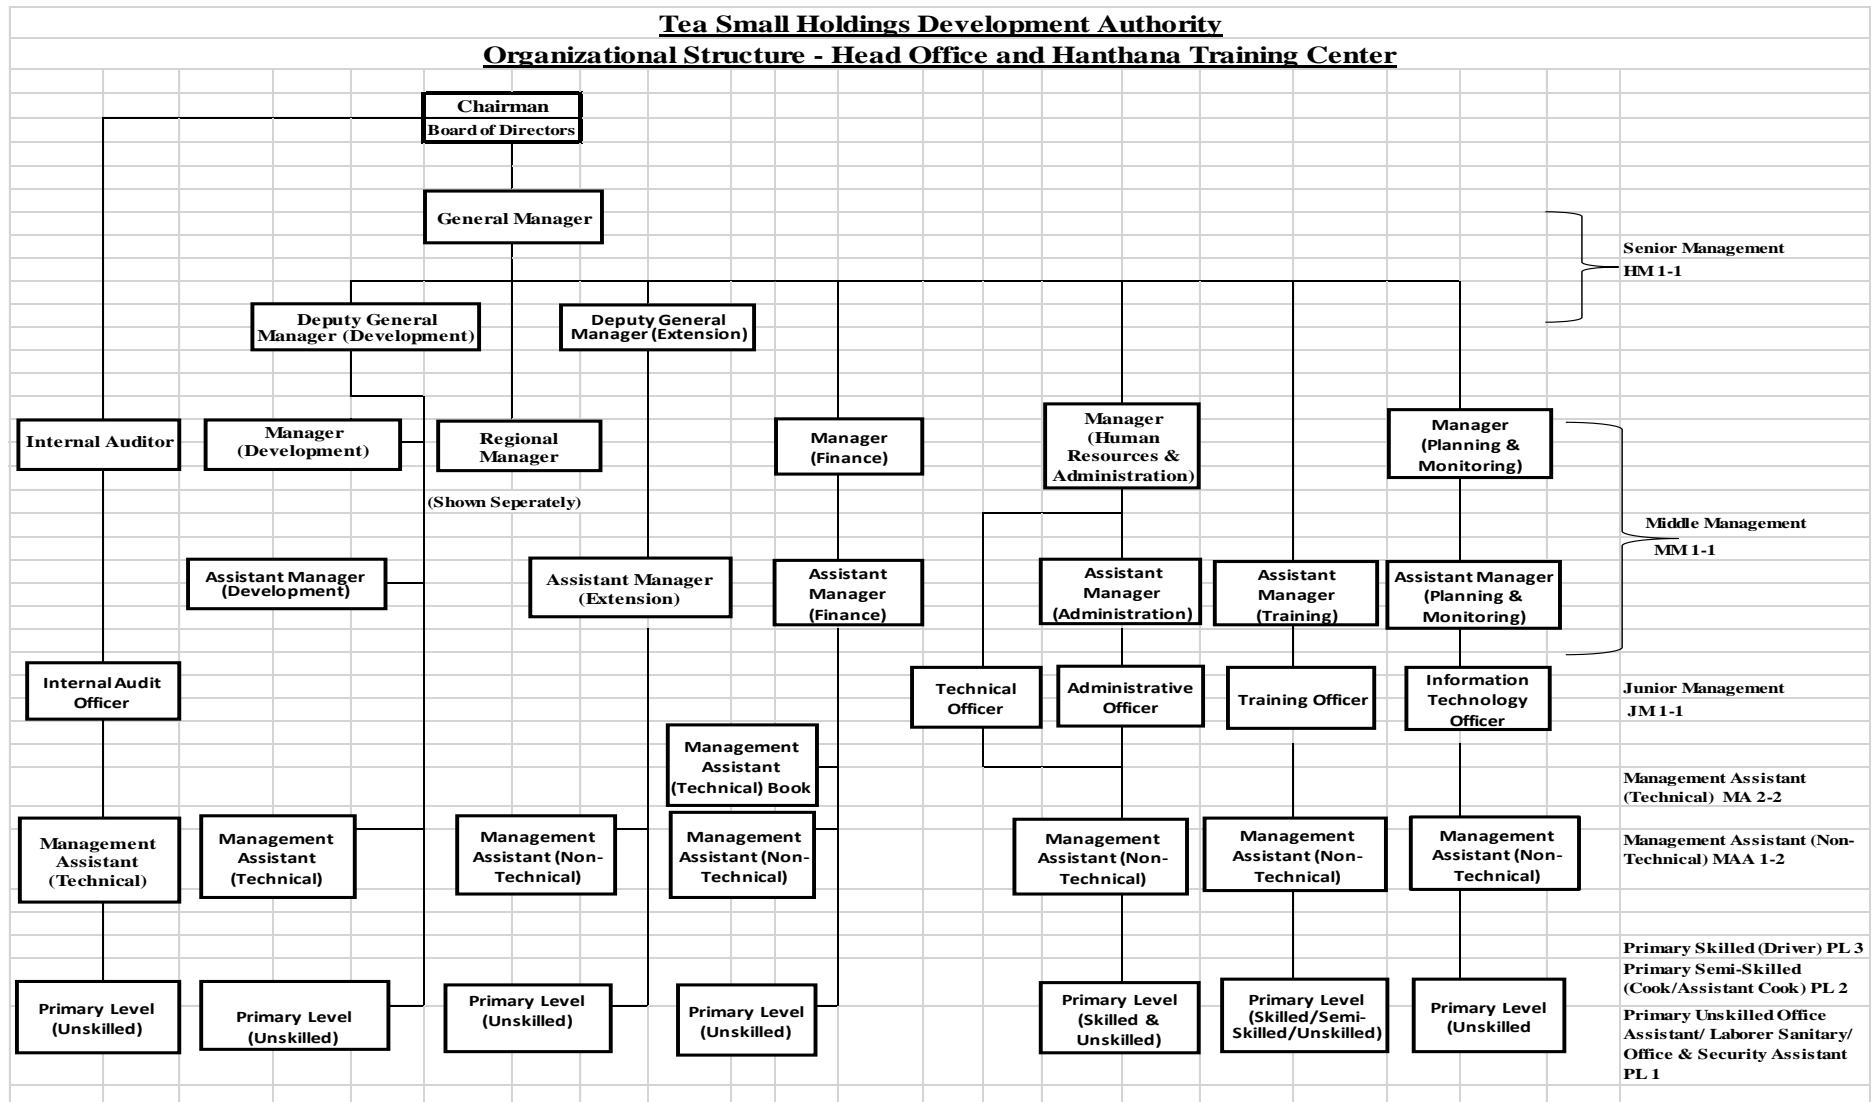 Tea Small Holdings Development Authority
Organizational Structure - Head Office and Hanthana Training Center
Chairman
Board of Directors
General Manager
Senior Management
HM 1-1
Deputy General
Manager (Development)
Deputy General
Manager (Extension)
Internal Auditor
Manager
(Development)
Regional
Manager
(Shown Seperately)
Manager
(Finance)
Manager
(Human
Resources &
Administration)
Manager
(Planning &
Monitoring)
Middle Management
MM 1-1
Assistant Manager
(Development)
Assistant Manager
(Extension)
Assistant
Manager
(Finance)
Assistant
Manager
(Administration)
Assistant
Manager
(Training)
Assistant Manager
(Planning &
Monitoring)
Internal Audit
Officer
Technical
Officer
Administrative
Officer
Training Officer
Information
Technology
Officer
Junior Management
JM 1-1
Management
Assistant
(Technical) Book
Management Assistant
(Technical) MA 2-2
Management
Assistant
(Technical)
Management
Assistant
(Technical)
Management
Assistant (Non-
Technical)
Management
Assistant (Non-
Technical)
Management
Assistant (Non-
Technical)
Management
Assistant (Non-
Technical)
Management
Assistant (Non-
Technical)
Management Assistant (Non-
Technical) MAA 1-2
Primary Skilled (Driver) PL 3
Primary Semi-Skilled
(Cook/Assistant Cook) PL 2
Primary Level
(Unskilled)
Primary Level
(Unskilled)
Primary Level
(Unskilled)
Primary Level
(Unskilled)
Primary Level
(Skilled &
Unskilled)
Primary Level
(Skilled/Semi-
Skilled/Unskilled)
Primary Level
(Unskilled
Primary Unskilled Office
Assistant/ Laborer Sanitary/
Office & Security Assistant
PL 1